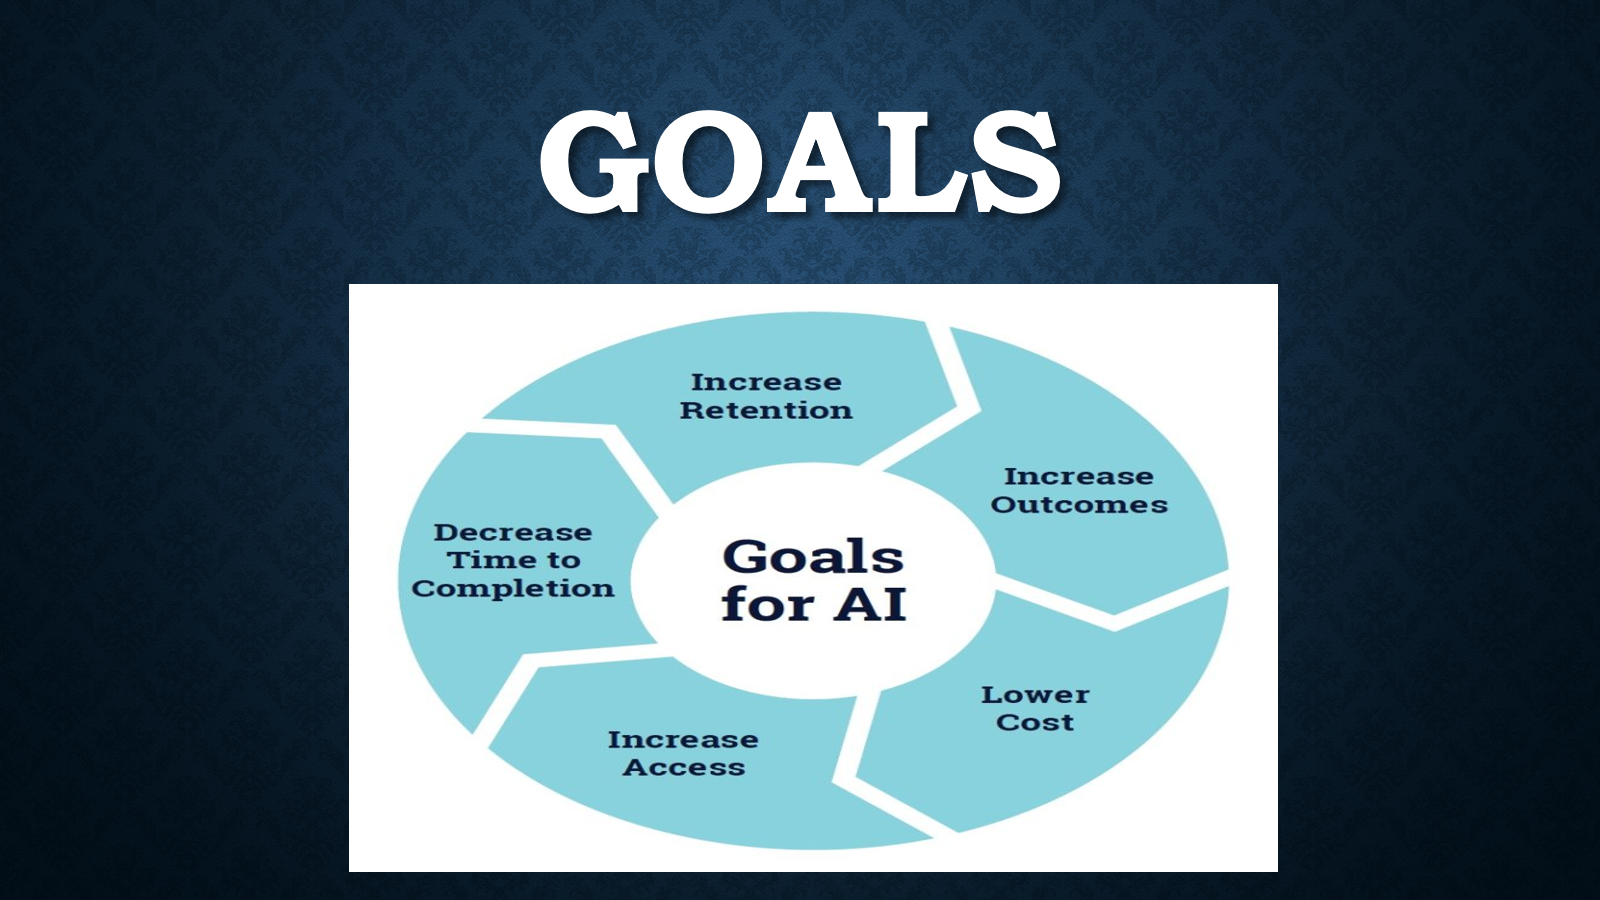 GOALS
Increase
Retention
Increase
Outcomes
Decrease
Time to
Completion
Goals
for AI
Lower
Cost
Increase
Access